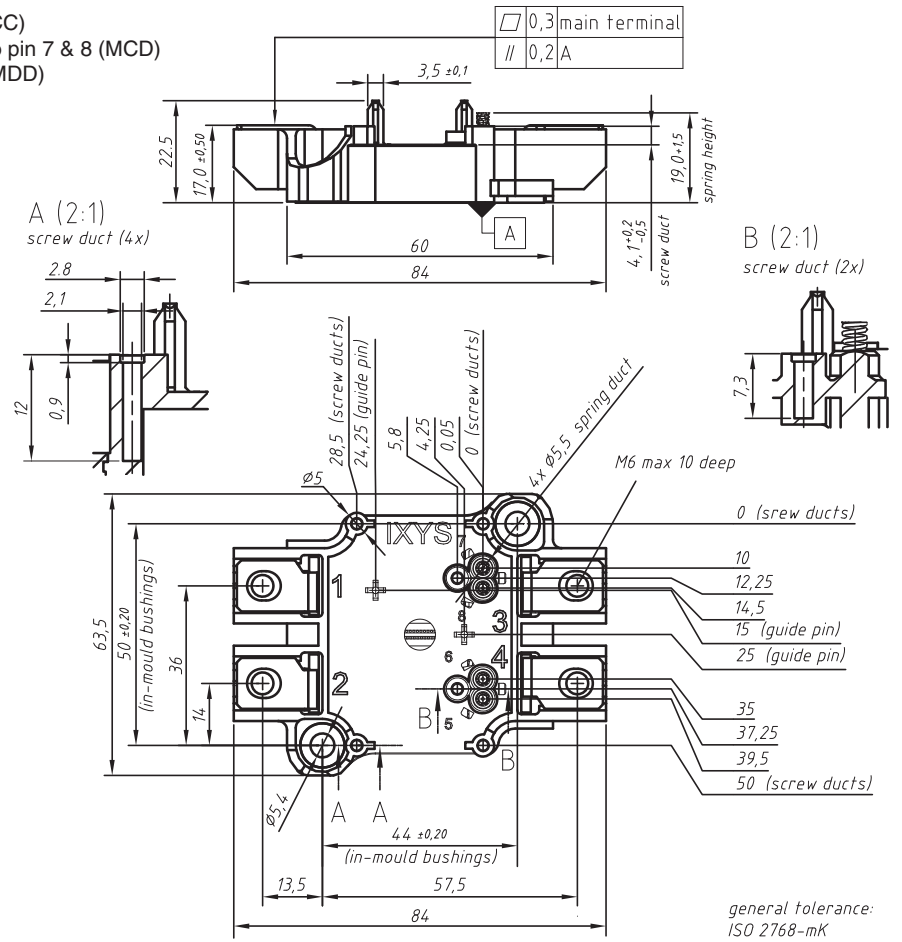 CC)
pin 7 & 8 (MCD)
MDD)
0,3 main terminal
// 0,2 A
3,5 ±0,1
22.5
17,0 ±0,50
19,0+1,5
spring height
4,1+0,2 -0,5
screw duct
A
60
84
A (2:1)
screw duct (4x)
2.8
2,1
12
0,9
B (2:1)
screw duct (2x)
7,3
28,5 (screw ducts)
24,25 (guide pin)
5,8
4,25
0,05
0 (screw ducts)
4x Ø5,5 spring duct
M6 max 10 deep
Ø5
0 (srew ducts)
10
12,25
14,5
15 (guide pin)
25 (guide pin)
35
37,25
39,5
50 (screw ducts)
63,5
50 ±0,20
(in-mould bushings)
36
14
IXYS
1
2
3
4
5
6
7
8
B
B
Ø5,4
A
A
44 ±0,20
(in-mould bushings)
13,5
57,5
84
general tolerance:
ISO 2768-mK